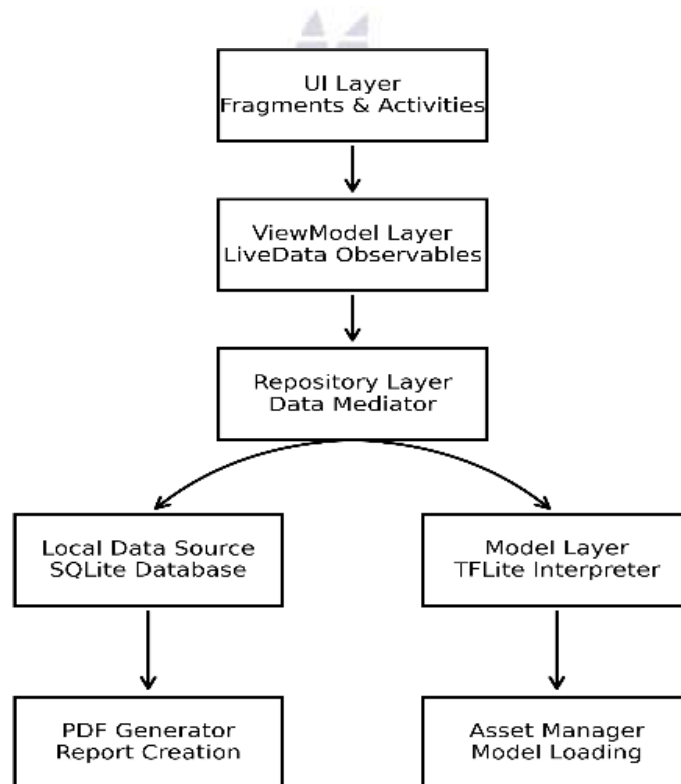 UI Layer
Fragments & Activities
ViewModel Layer
LiveData Observables
Repository Layer
Data Mediator
Local Data Source
SQLite Database
Model Layer
TFLite Interpreter
PDF Generator
Report Creation
Asset Manager
Model Loading